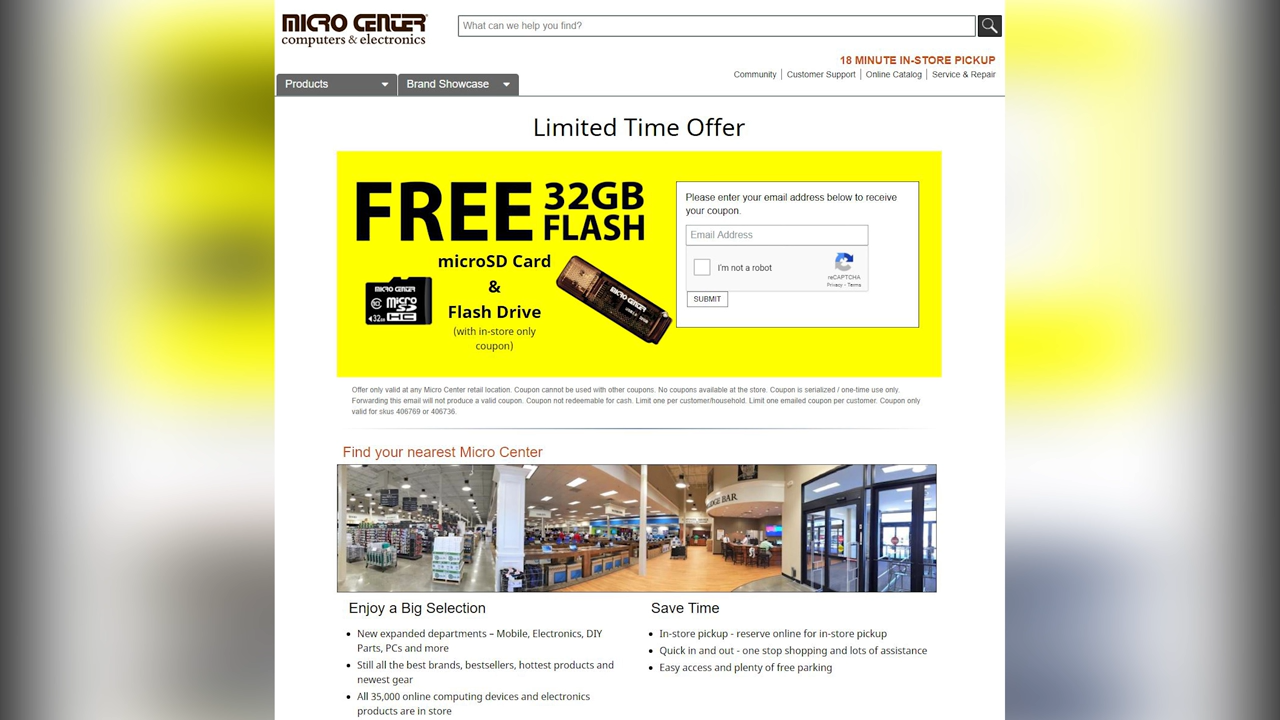 MICRO CENTER
computers & electronics
What can we help you find?
18 MINUTE IN-STORE PICKUP
Community | Customer Support | Online Catalog | Service & Repair
Products
Brand Showcase
Limited Time Offer
FREE 32GB FLASH
microSD Card
&
Flash Drive
(with in-store only
coupon)
MICRO CENTER
micro
SD
HC
32GB
MICRO CENTER
Please enter your email address below to receive
your coupon.
Email Address
I'm not a robot
reCAPTCHA
Privacy - Terms
SUBMIT
Offer only valid at any Micro Center retail location. Coupon cannot be used with other coupons. No coupons available at the store. Coupon is serialized / one-time use only.
Forwarding this email will not produce a valid coupon. Coupon not redeemable for cash. Limit one per customer/household. Limit one emailed coupon per customer. Coupon only
valid for skus 406769 or 406736.
Find your nearest Micro Center
BAR
Enjoy a Big Selection
New expanded departments – Mobile, Electronics, DIY
Parts, PCs and more
Still all the best brands, bestsellers, hottest products and
newest gear
All 35,000 online computing devices and electronics
products are in store
Save Time
In-store pickup - reserve online for in-store pickup
Quick in and out - one stop shopping and lots of assistance
Easy access and plenty of free parking